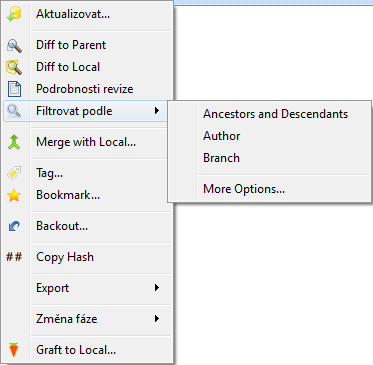 Aktualizovat...
Diff to Parent
Diff to Local
Podrobnosti revize
Filtrovat podle
Ancestors and Descendants
Author
Branch
More Options...
Merge with Local...
Tag...
Bookmark...
Backout...
## Copy Hash
Export
Změna fáze
Graft to Local...